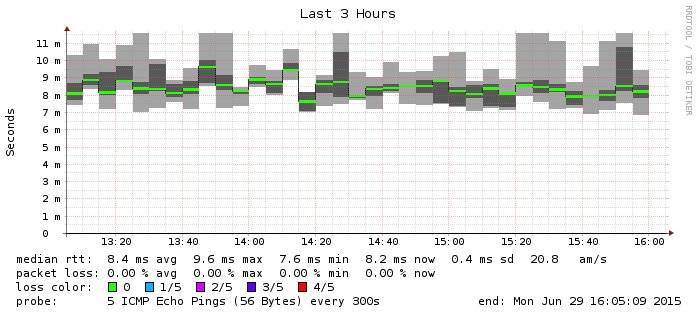 Last 3 Hours
RRDTOOL / TOBI OETIKER
Seconds
11 m
10 m
9 m
8 m
7 m
6 m
5 m
4 m
3 m
2 m
1 m
0
13:20 13:40 14:00 14:20 14:40 15:00 15:20 15:40 16:00
median rtt: 8.4 ms avg 9.6 ms max 7.6 ms min 8.2 ms now 0.4 ms sd 20.8 am/s
packet loss: 0.00 % avg 0.00 % max 0.00 % min 0.00 % now
loss color: 0 1/5 2/5 3/5 4/5
probe: 5 ICMP Echo Pings (56 Bytes) every 300s end: Mon Jun 29 16:05:09 2015